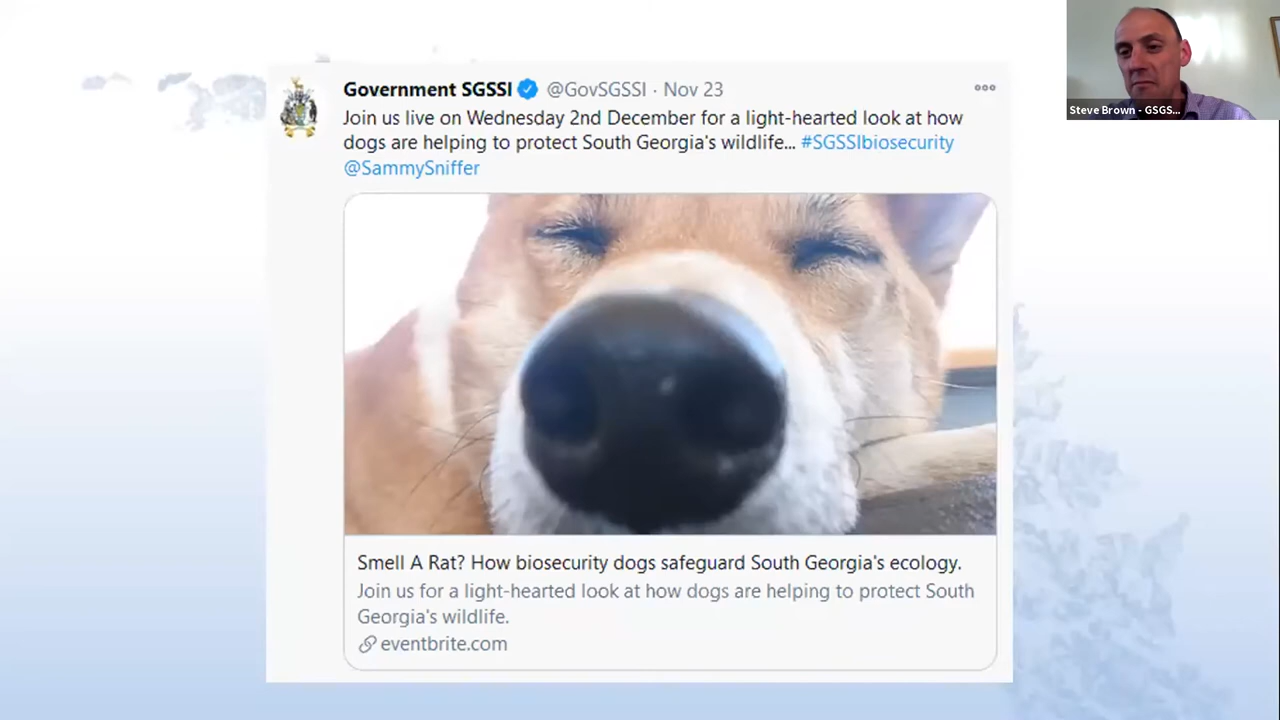 Government SGSSI @GovSGSSI · Nov 23
Join us live on Wednesday 2nd December for a light-hearted look at how
dogs are helping to protect South Georgia's wildlife... #SGSSIbiosecurity
@SammySniffer
Smell A Rat? How biosecurity dogs safeguard South Georgia's ecology.
Join us for a light-hearted look at how dogs are helping to protect South
Georgia's wildlife.
eventbrite.com
Steve Brown - GSGS...